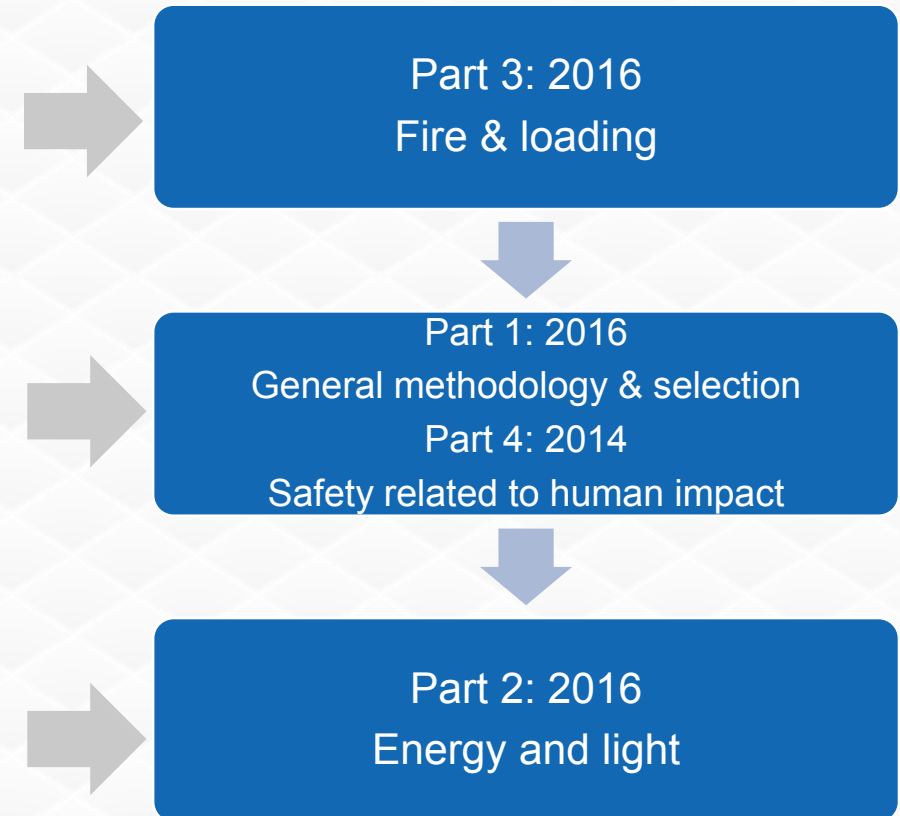 Part 3: 2016
Fire & loading
Part 1: 2016
General methodology & selection
Part 4: 2014
Safety related to human impact
Part 2: 2016
Energy and light